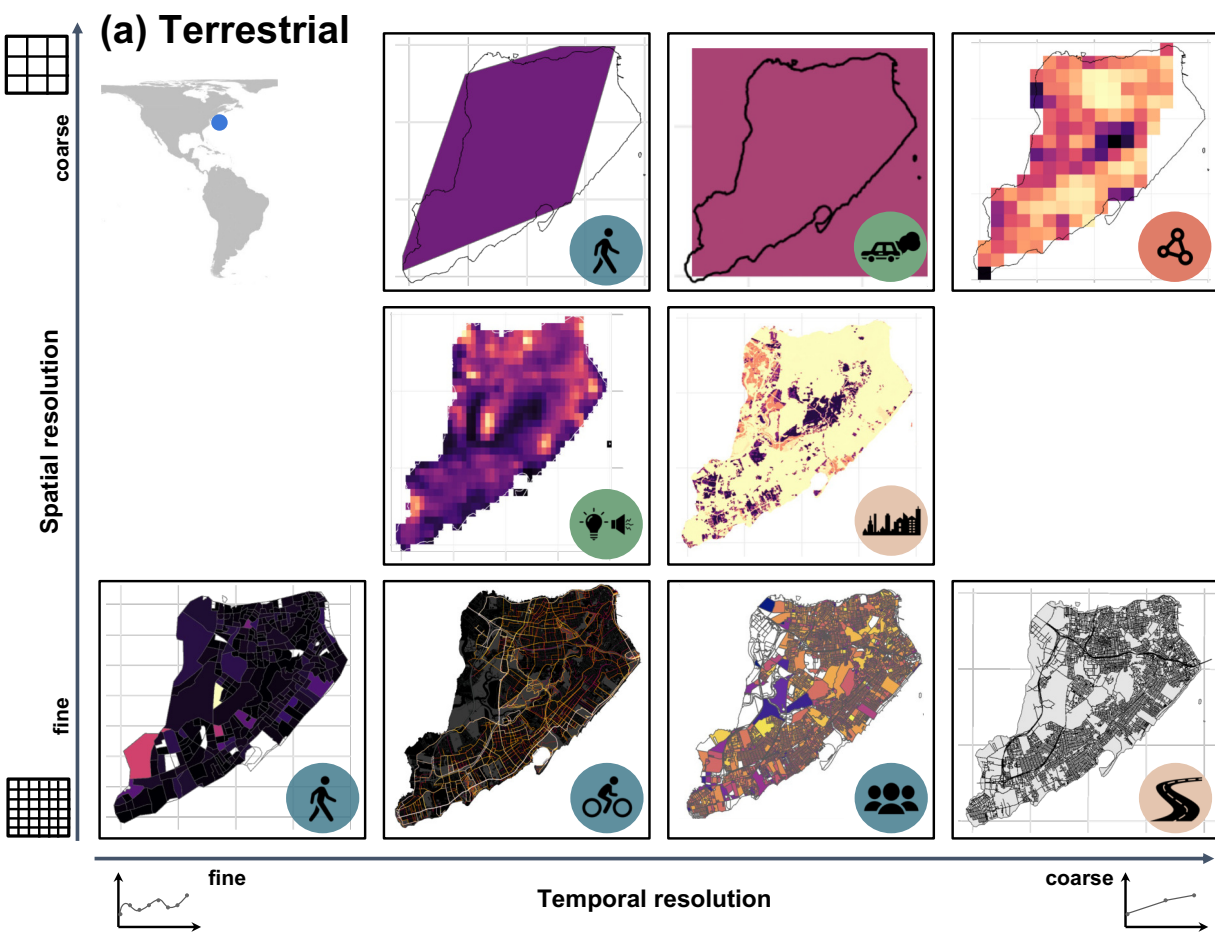 (a) Terrestrial
coarse
Spatial resolution
fine
fine
Temporal resolution
coarse